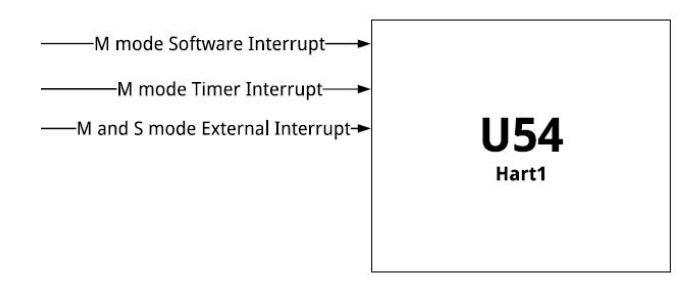 M mode Software Interrupt
M mode Timer Interrupt
M and S mode External Interrupt
U54
Hart1